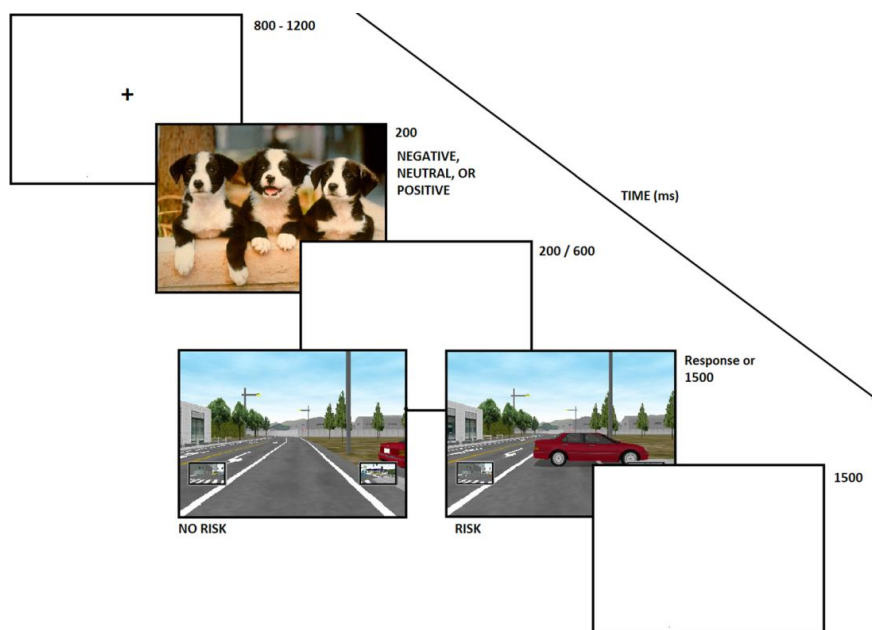 800 - 1200
+
200
NEGATIVE,
NEUTRAL, OR
POSITIVE
TIME (ms)
200 / 600
Response or
1500
NO RISK
RISK
1500